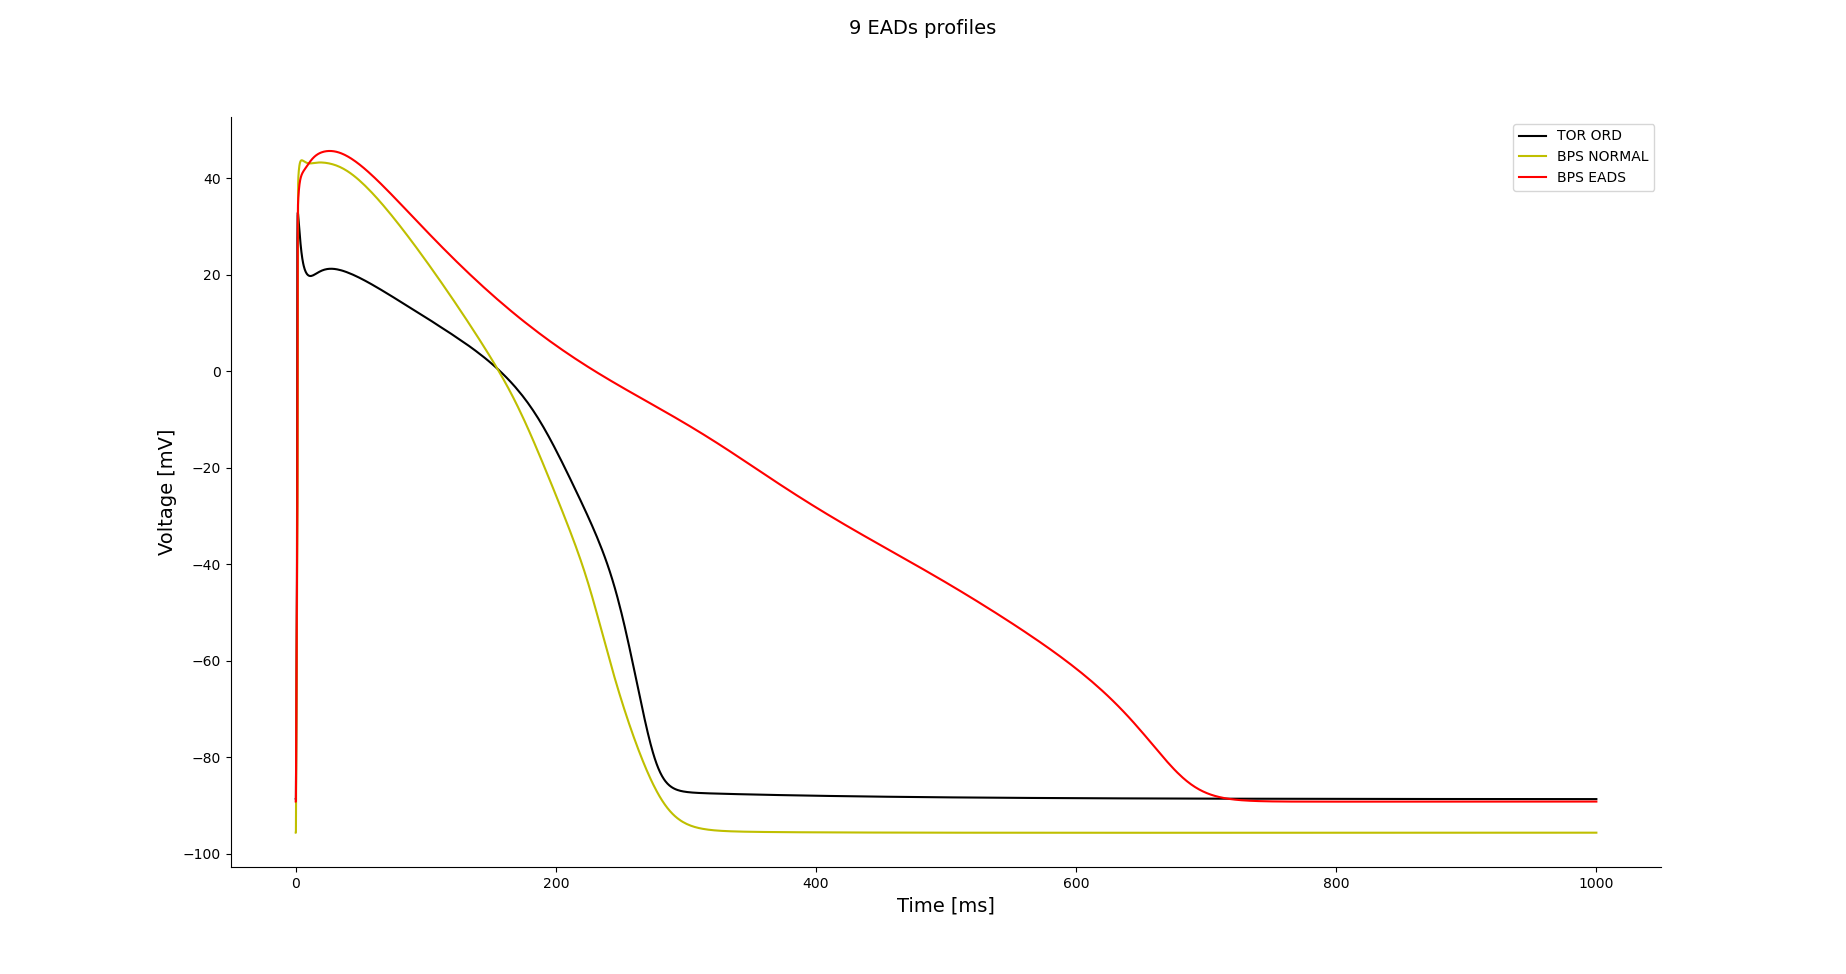 9 EADs profiles
TOR ORD
BPS NORMAL
BPS EADS
Voltage [mV]
40
20
0
−20
−40
−60
−80
−100
0
200
400
600
800
1000
Time [ms]